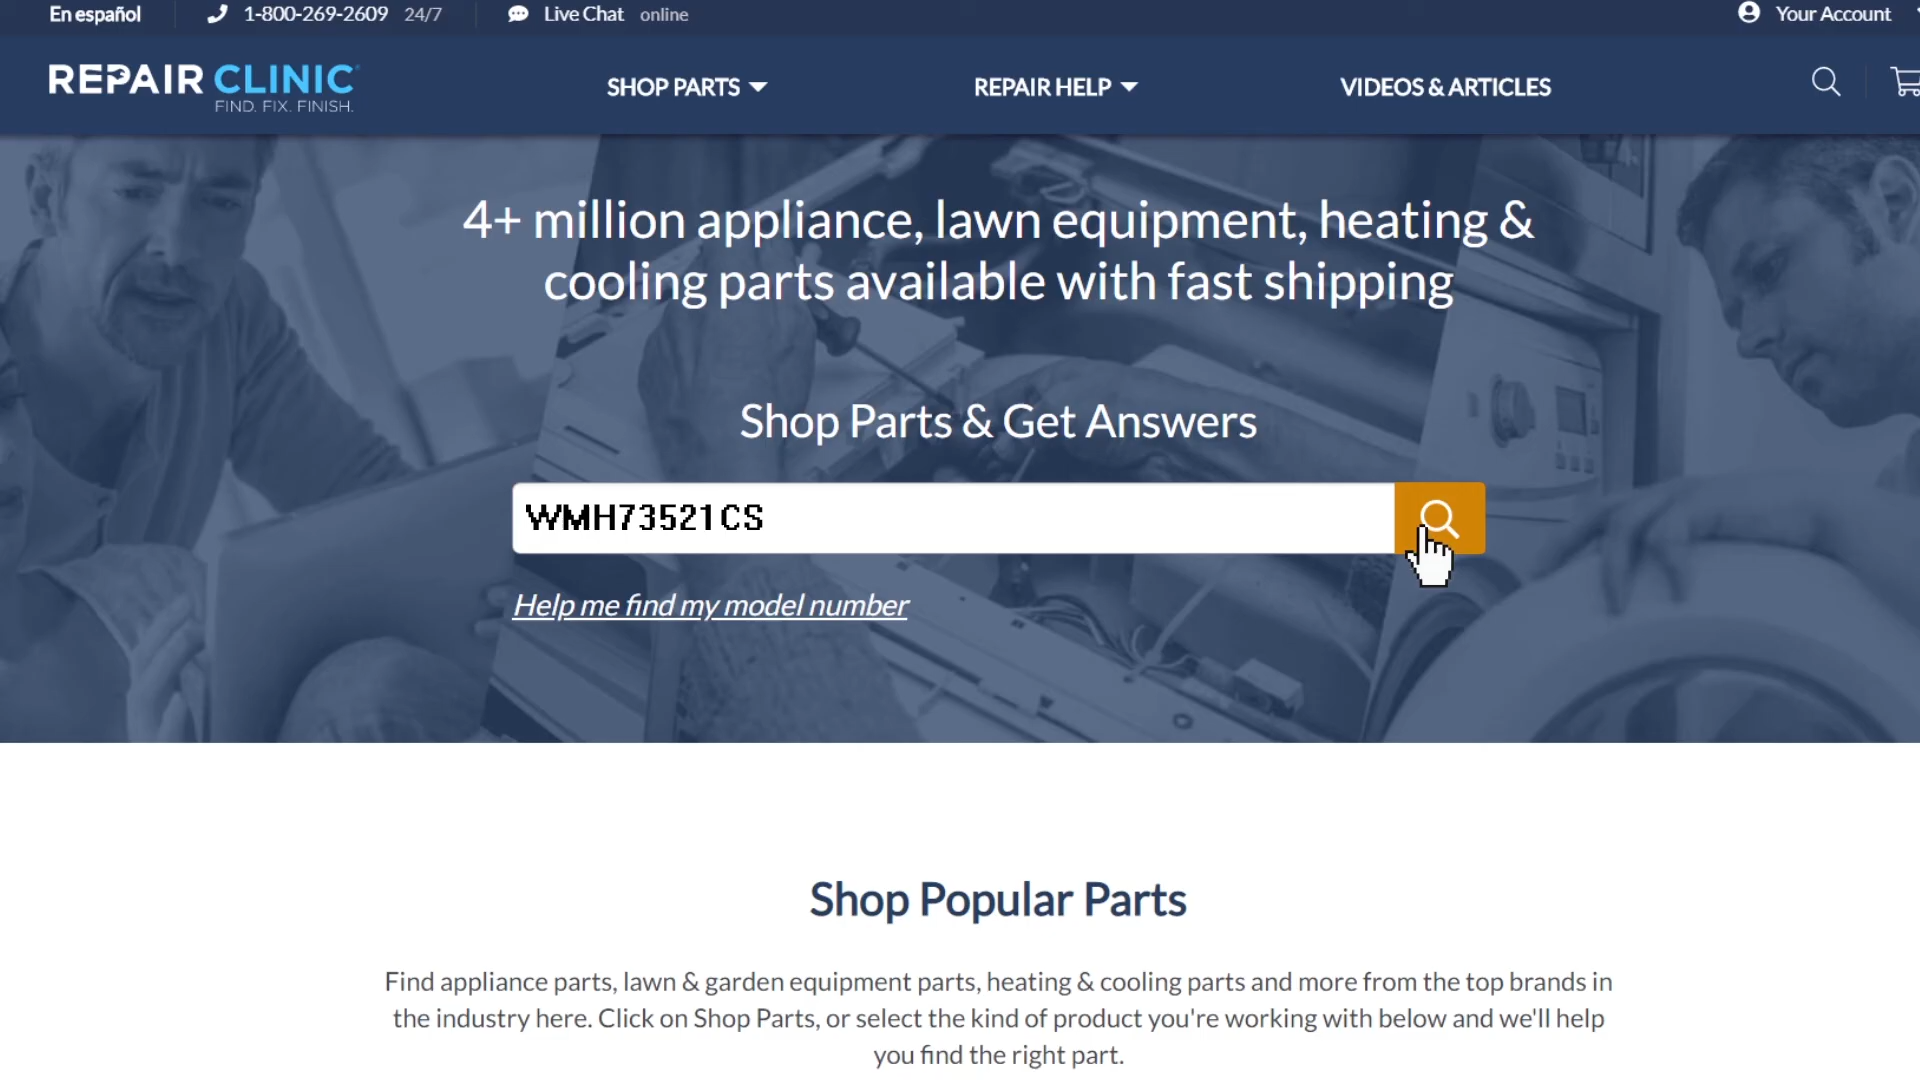 En español 1-800-269-2609 24/7 Live Chat online Your Account
REPAIR CLINIC
FIND. FIX. FINISH.
SHOP PARTS REPAIR HELP VIDEOS & ARTICLES
4+ million appliance, lawn equipment, heating &
cooling parts available with fast shipping
Shop Parts & Get Answers
WMH73521CS
Help me find my model number
Shop Popular Parts
Find appliance parts, lawn & garden equipment parts, heating & cooling parts and more from the top brands in
the industry here. Click on Shop Parts, or select the kind of product you're working with below and we'll help
you find the right part.